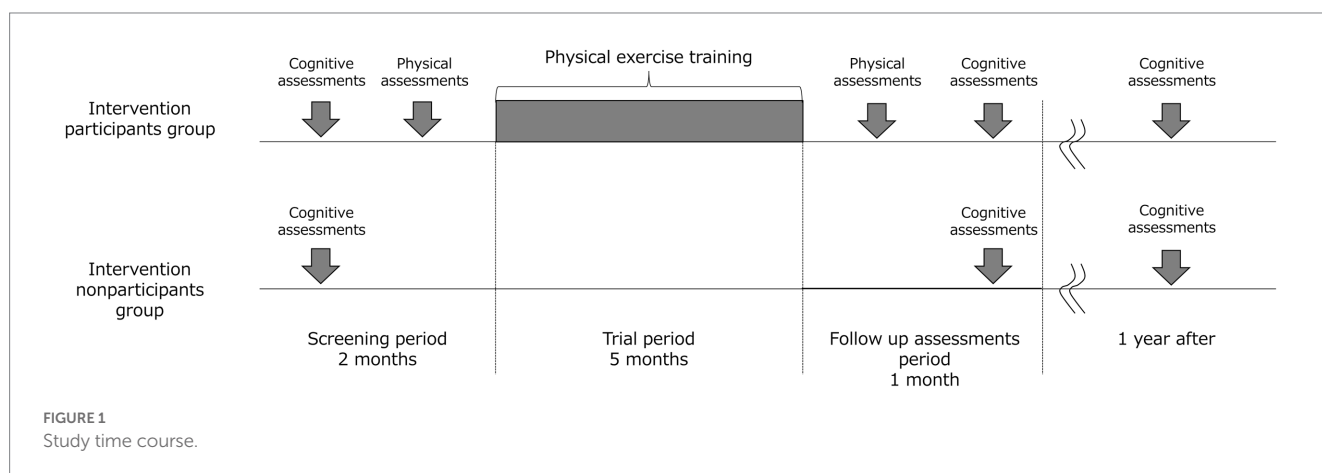 Physical exercise training
Cognitive
assessments
Physical
assessments
Physical
assessments
Cognitive
assessments
Cognitive
assessments
Intervention
participants group
Cognitive
assessments
Cognitive
assessments
Cognitive
assessments
Intervention
nonparticipants
group
Screening period
2 months
Trial period
5 months
Follow up assessments
period
1 month
1 year after
FIGURE 1
Study time course.